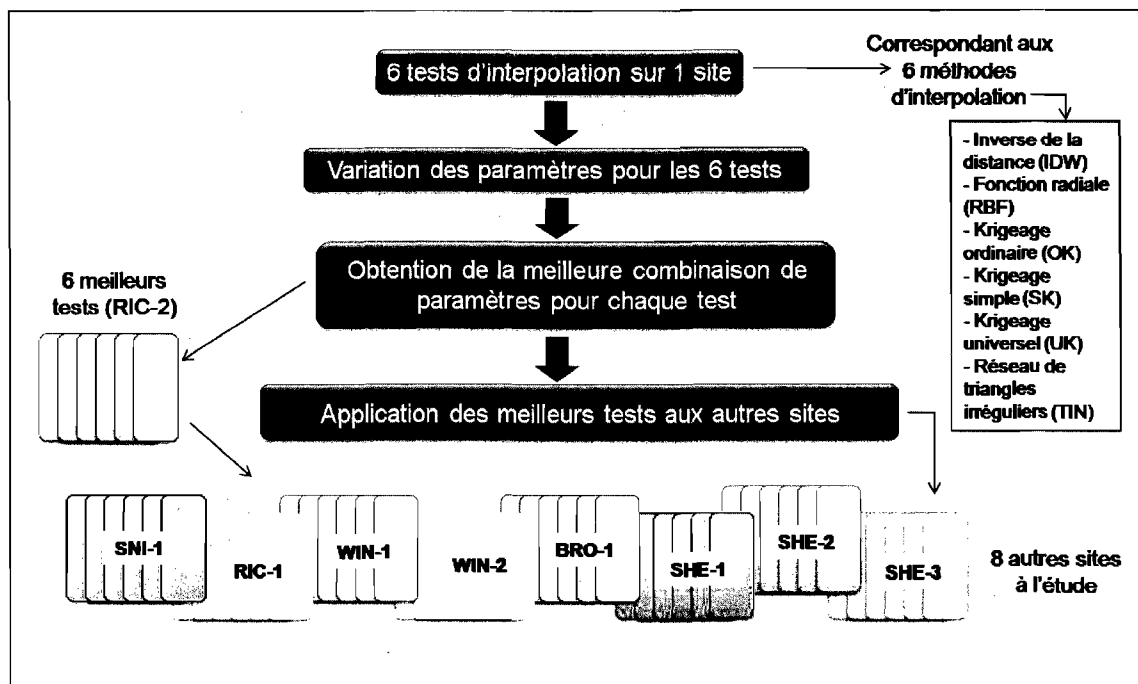 6 tests d'interpolation sur 1 site
Correspondant aux
6 méthodes
d'interpolation
- Inverse de la
distance (IDW)
- Fonction radiale
(RBF)
- Krigeage
ordinaire (OK)
- Krigeage
simple (SK)
- Krigeage
universel (UK)
- Réseau de
triangles
irréguliers (TIN)
Variation des paramètres pour les 6 tests
Obtention de la meilleure combinaison de
paramètres pour chaque test
6 meilleurs
tests (RIC-2)
Application des meilleurs tests aux autres sites
SNI-1
RIC-1
WIN-1
WIN-2
BRO-1
SHE-1
SHE-2
SHE-3
8 autres sites
à l'étude